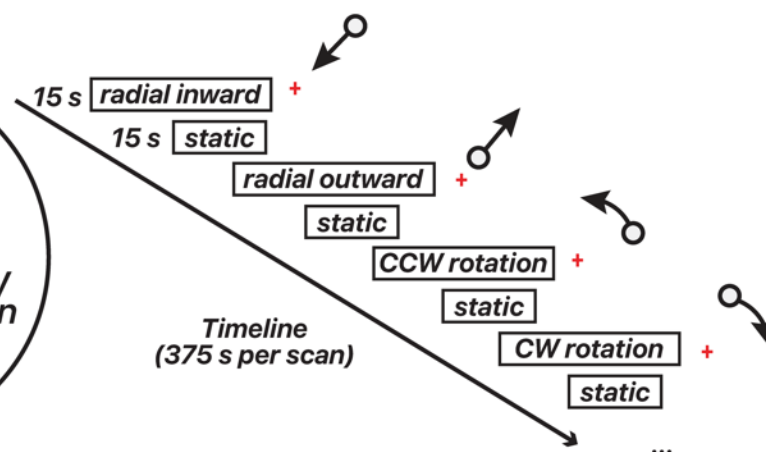 15 s radial inward +
15 s static
radial outward +
static
CCW rotation +
static
CW rotation +
static
Timeline
(375 s per scan)
n
...